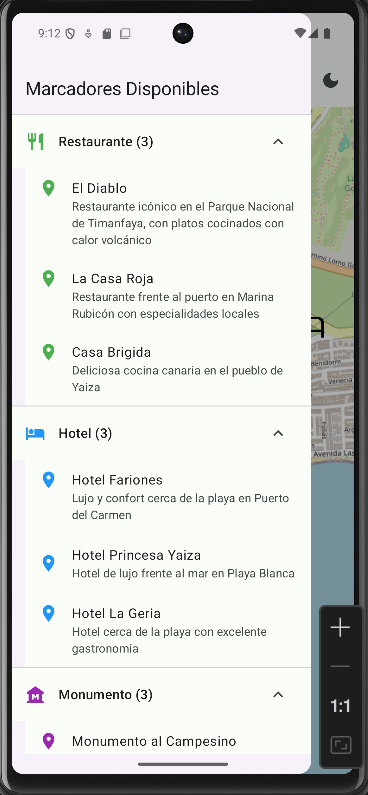 9:12
Marcadores Disponibles
Restaurante (3)
El Diablo
Restaurante icónico en el Parque Nacional
de Timanfaya, con platos cocinados con
calor volcánico
La Casa Roja
Restaurante frente al puerto en Marina
Rubicón con especialidades locales
Casa Brigida
Deliciosa cocina canaria en el pueblo de
Yaiza
Hotel (3)
Hotel Fariones
Lujo y confort cerca de la playa en Puerto
del Carmen
Hotel Princesa Yaiza
Hotel de lujo frente al mar en Playa Blanca
Hotel La Geria
Hotel cerca de la playa con excelente
gastronomía
Monumento (3)
Monumento al Campesino
Benidorm
Venecia
Avenida Las
1:1